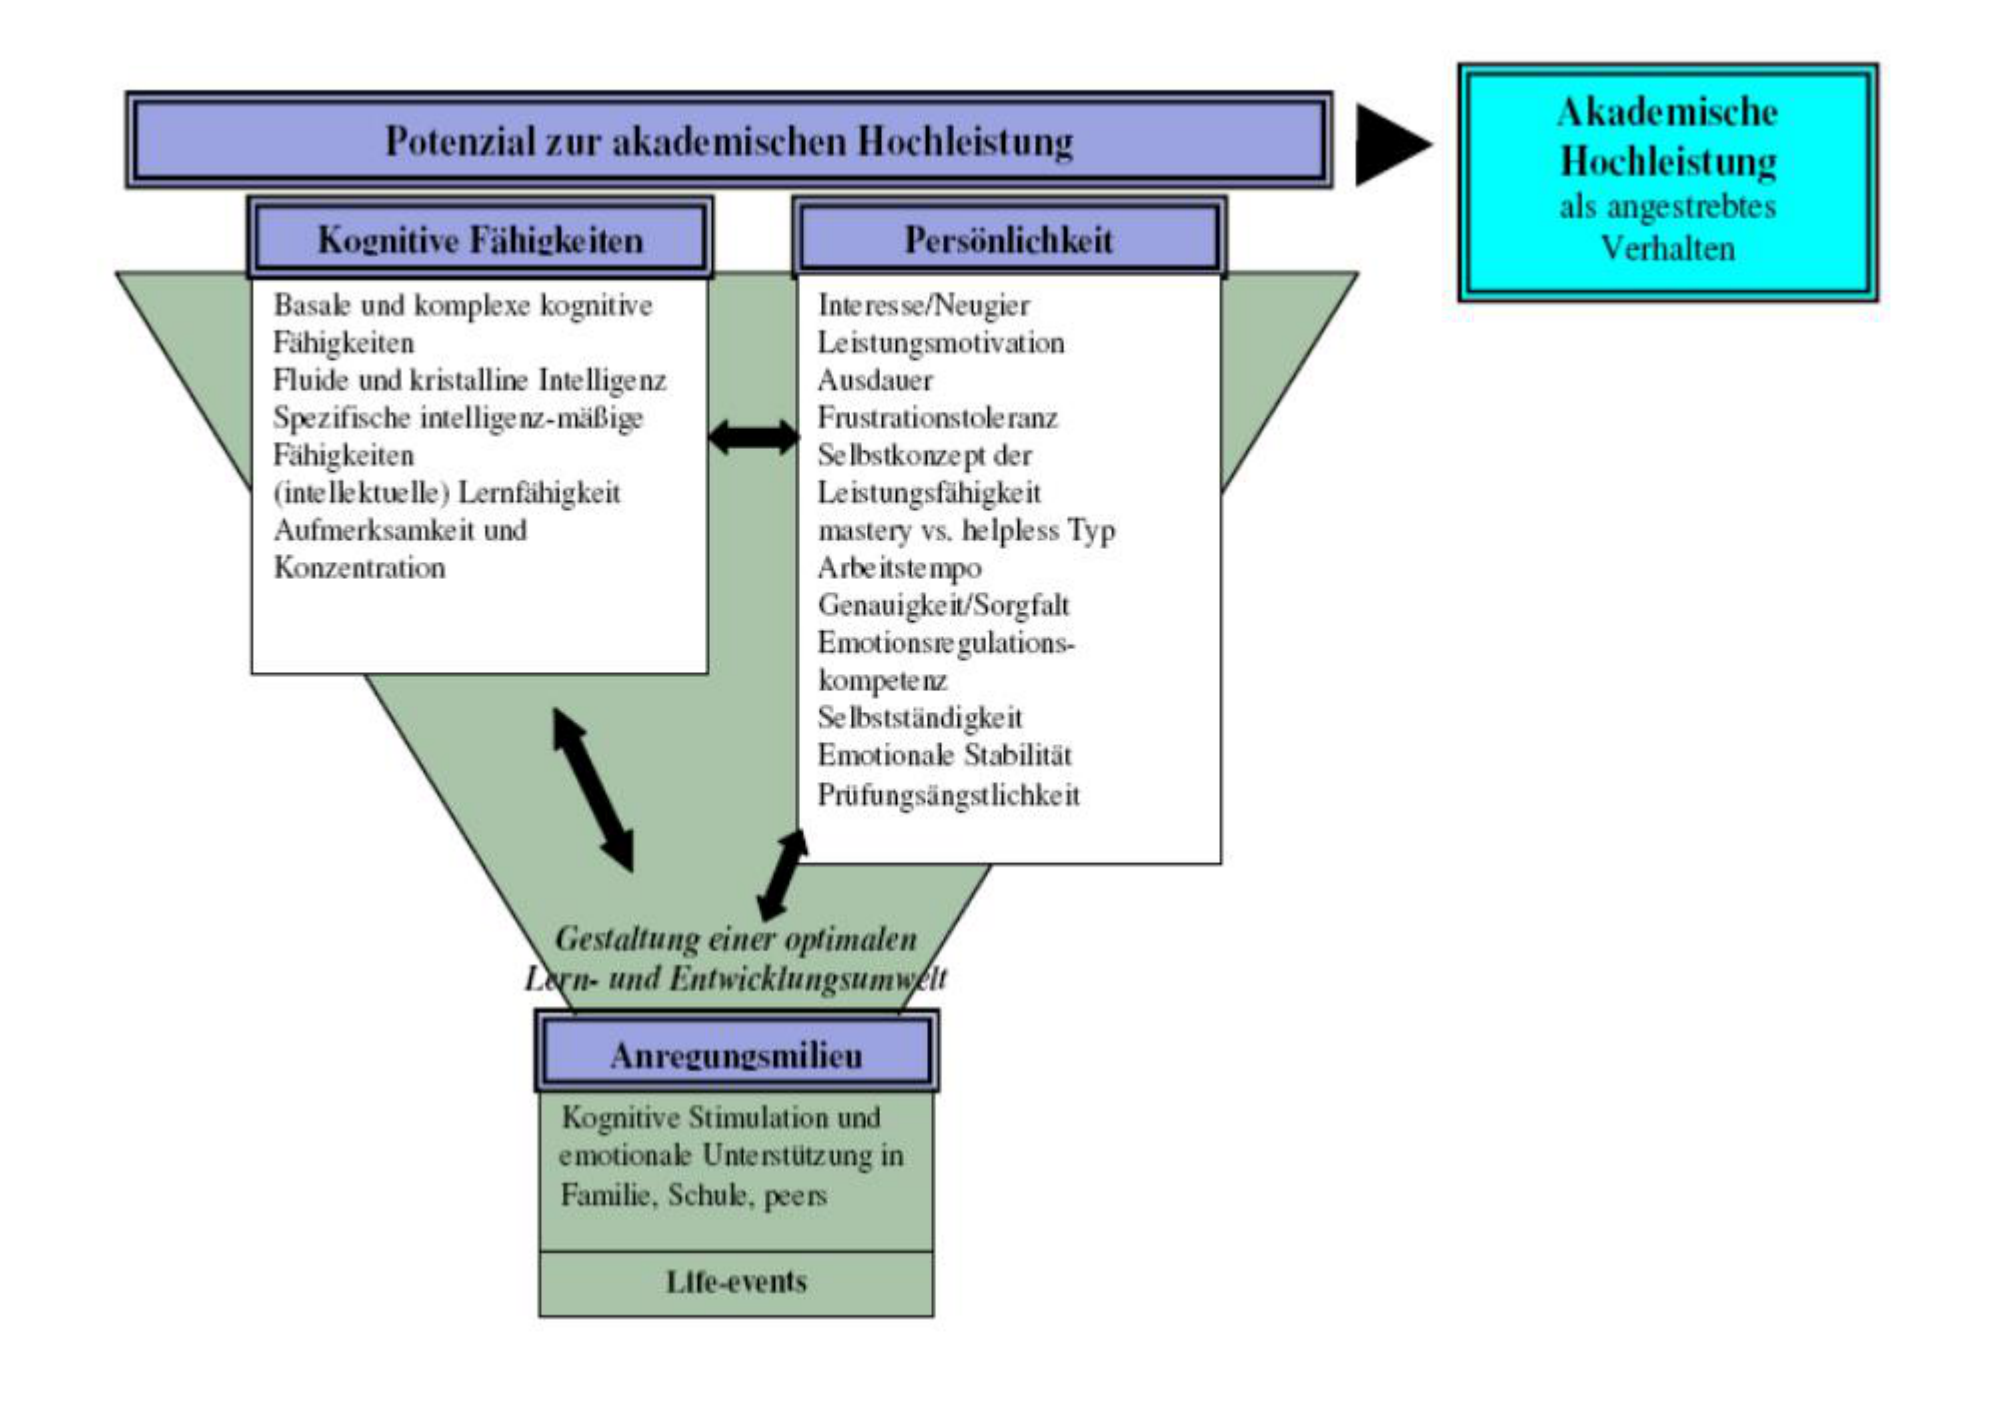 Potenzial zur akademischen Hochleistung
Akademische
Hochleistung
als angestrebtes
Verhalten
Kognitive Fähigkeiten
Basale und komplexe kognitive
Fähigkeiten
Fluide und kristalline Intelligenz
Spezifische intelligenz-mäßige
Fähigkeiten
(intellektuelle) Lernfähigkeit
Aufmerksamkeit und
Konzentration
Persönlichkeit
Interesse/Neugier
Leistungsmotivation
Ausdauer
Frustrationstoleranz
Selbstkonzept der
Leistungsfähigkeit
mastery vs. helpless Typ
Arbeitstempo
Genauigkeit/Sorgfalt
Emotionsregulations-
kompetenz
Selbstständigkeit
Emotionale Stabilität
Prüfungsängstlichkeit
Gestaltung einer optimalen
Lern- und Entwicklungsumwelt
Anregungsmilieu
Kognitive Stimulation und
emotionale Unterstützung in
Familie, Schule, peers
Life-events